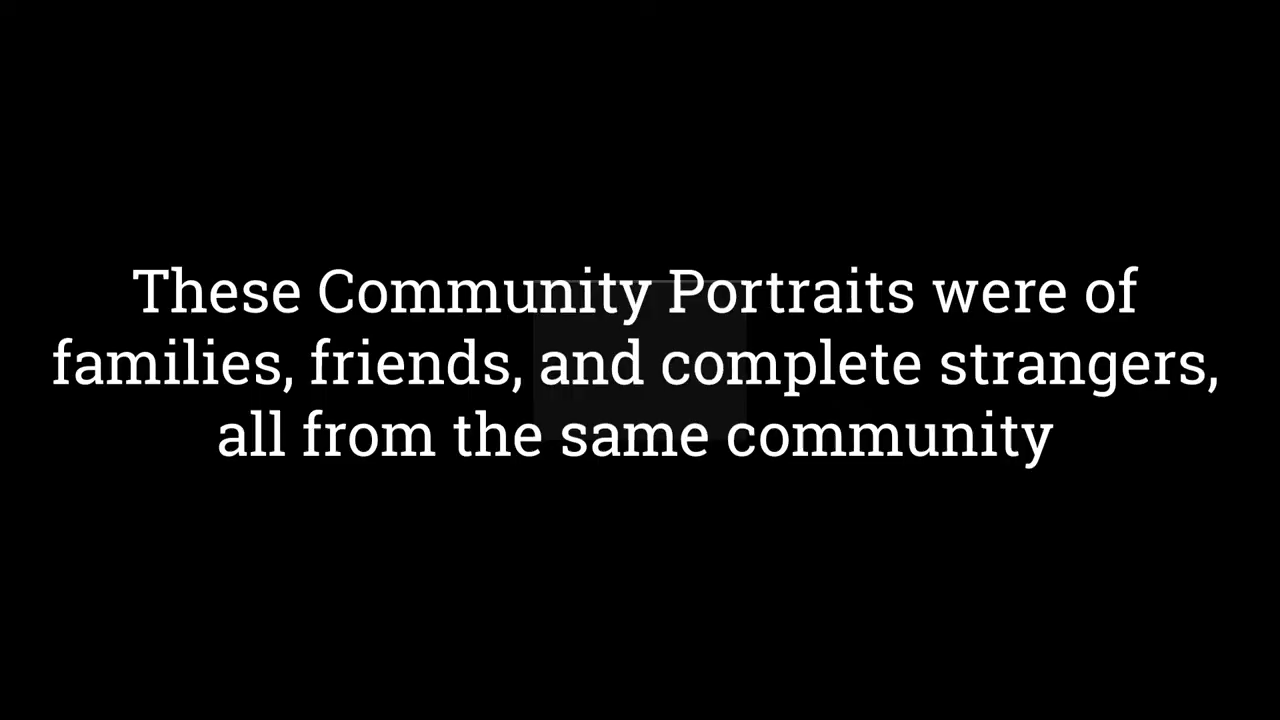 These Community Portraits were of
families, friends, and complete strangers,
all from the same community